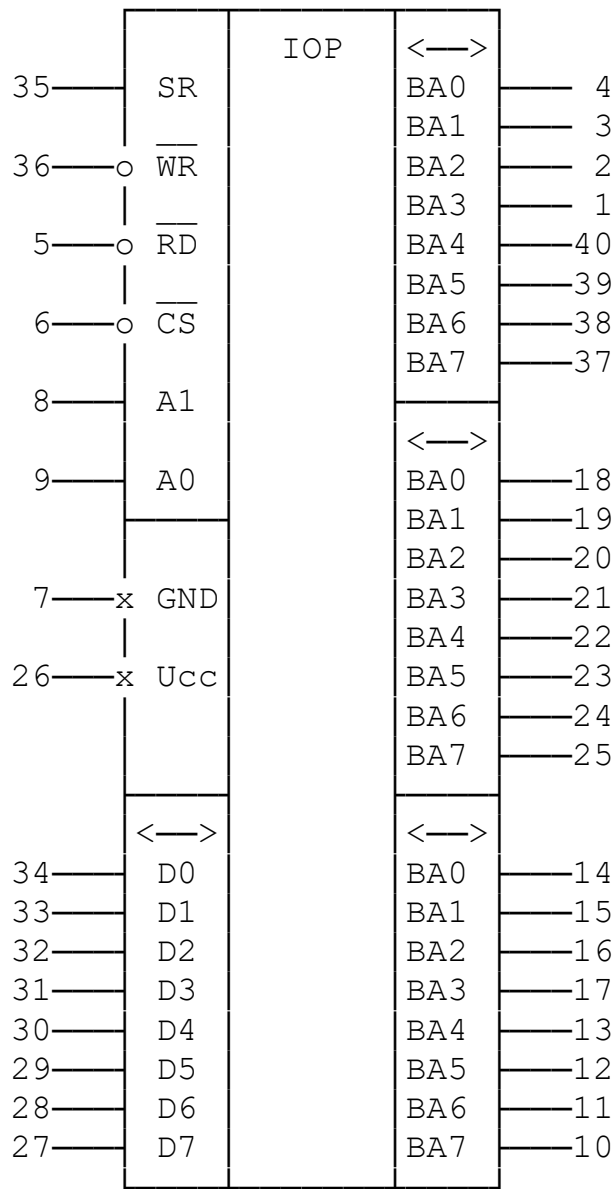 IOP <——>
35 SR BA0 4
BA1 3
36 W̅R̅ BA2 2
BA3 1
5 R̅D̅ BA4 40
BA5 39
6 C̅S̅ BA6 38
BA7 37
8 A1
<——>
9 A0 BA0 18
BA1 19
BA2 20
7 x GND BA3 21
BA4 22
26 x Ucc BA5 23
BA6 24
BA7 25
<——> <——>
34 D0 BA0 14
33 D1 BA1 15
32 D2 BA2 16
31 D3 BA3 17
30 D4 BA4 13
29 D5 BA5 12
28 D6 BA6 11
27 D7 BA7 10